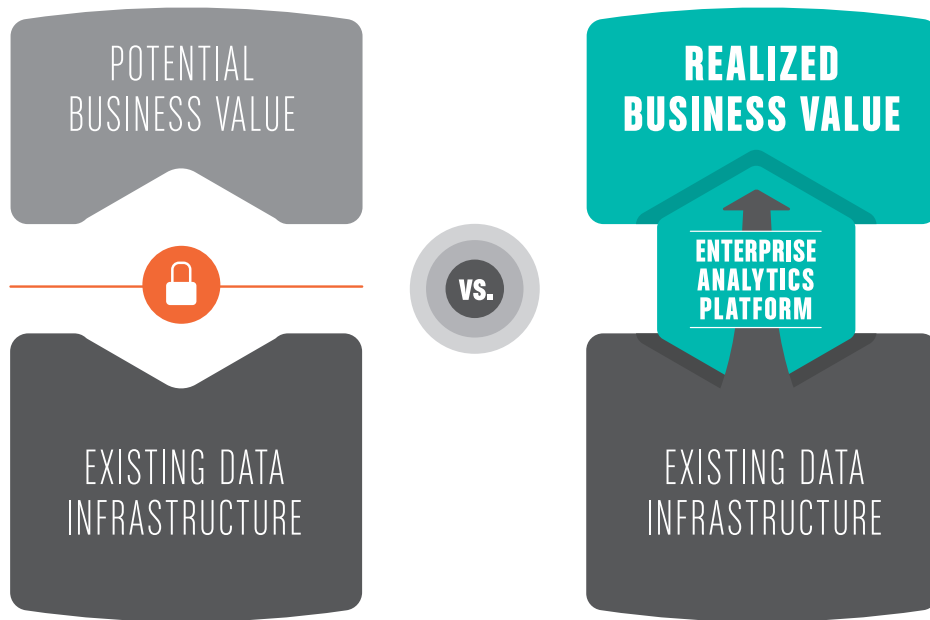 POTENTIAL
BUSINESS VALUE
EXISTING DATA
INFRASTRUCTURE
VS.
REALIZED
BUSINESS VALUE
ENTERPRISE
ANALYTICS
PLATFORM
EXISTING DATA
INFRASTRUCTURE